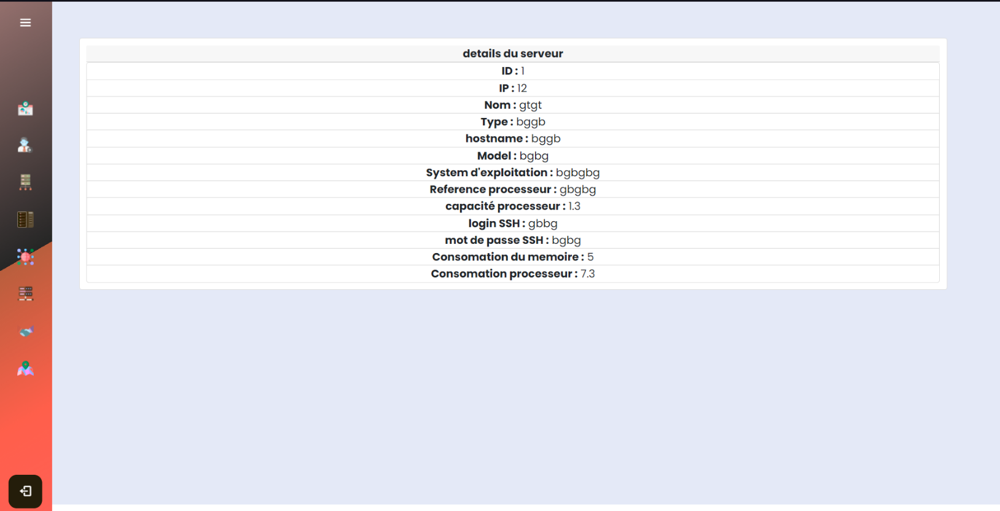 details du serveur
ID : 1
IP : 12
Nom : gtgt
Type : bggb
hostname : bggb
Model : bgbg
System d'exploitation : bgbgbg
Reference processeur : gbgbg
capacité processeur : 1.3
login SSH : gbbg
mot de passe SSH : bgbg
Consomation du memoire : 5
Consomation processeur : 7.3